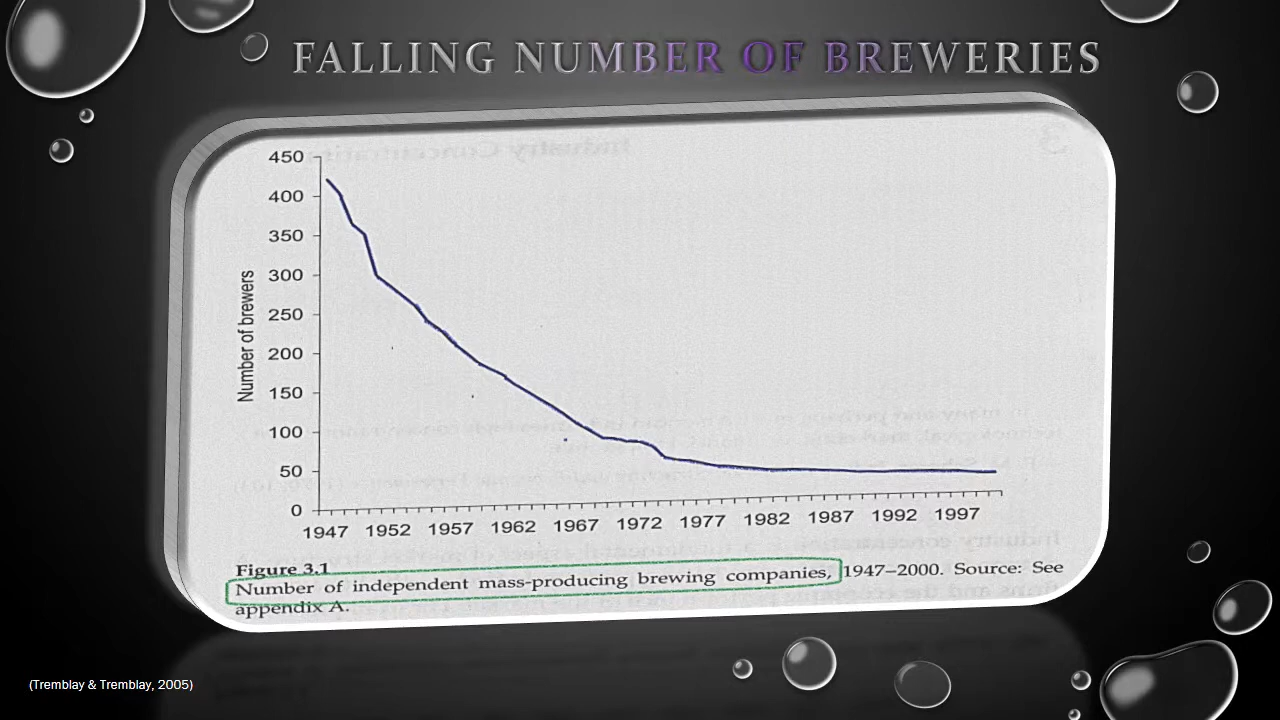 FALLING NUMBER OF BREWERIES
450
400
350
300
250
200
150
100
50
0
Number of brewers
1947 1952 1957 1962 1967 1972 1977 1982 1987 1992 1997
Figure 3.1
Number of independent mass-producing brewing companies, 1947–2000. Source: See
appendix A.
(Tremblay & Tremblay, 2005)